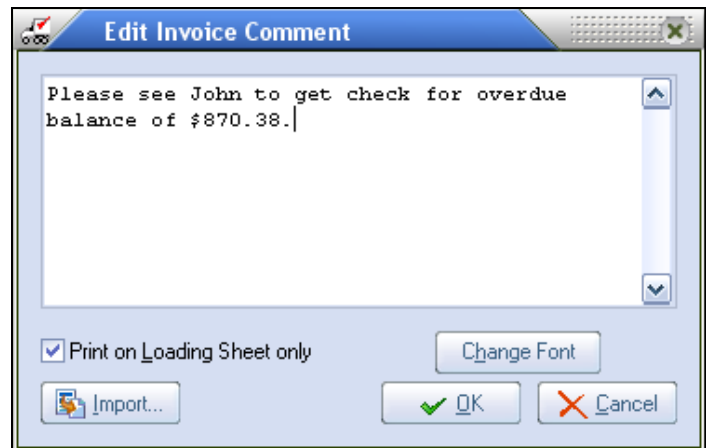 Edit Invoice Comment
Please see John to get check for overdue
balance of $870.38.
Print on Loading Sheet only
Change Font
Import...
OK
Cancel